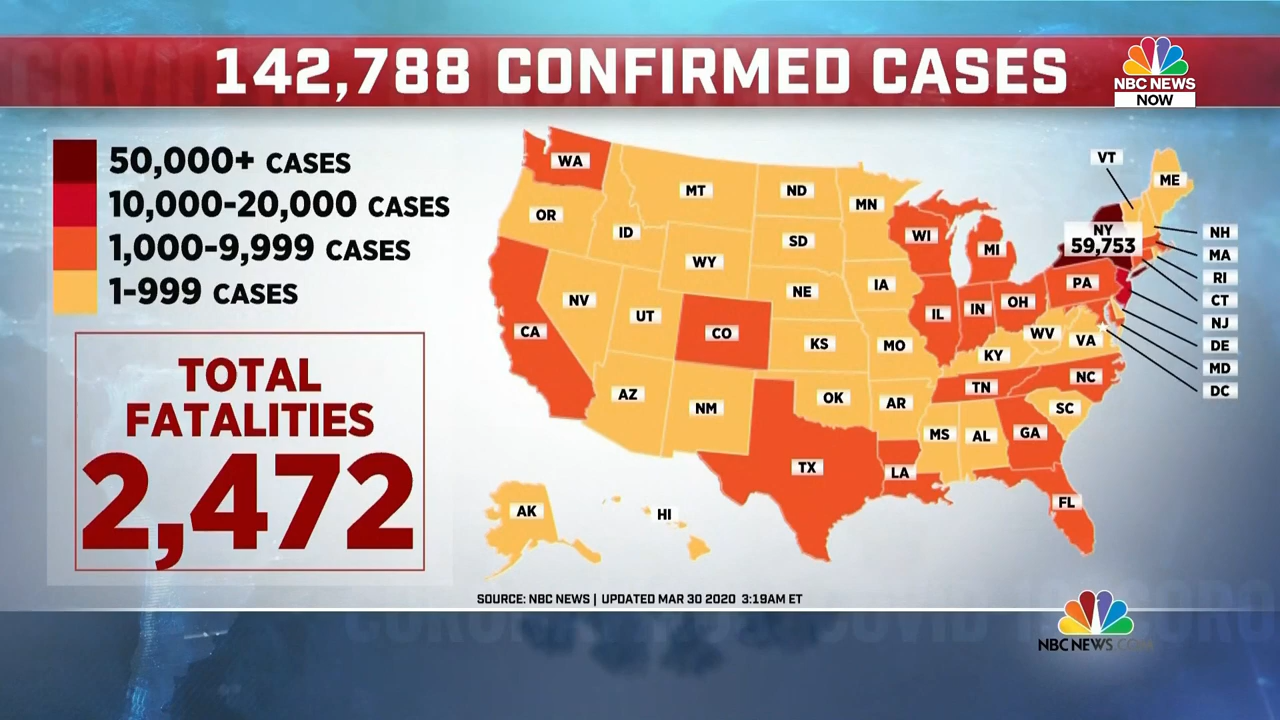 142,788 CONFIRMED CASES
NBC NEWS
NOW
50,000+ CASES
10,000-20,000 CASES
1,000-9,999 CASES
1-999 CASES
TOTAL
FATALITIES
2,472
WA
MT
ND
MN
OR
ID
SD
WI
MI
WY
NV
UT
NE
IA
CA
CO
KS
MO
IL
IN
OH
PA
NY
59,753
VT
ME
NH
MA
RI
CT
NJ
DE
MD
DC
WV
VA
KY
TN
NC
SC
AZ
NM
OK
AR
MS
AL
GA
TX
LA
FL
AK
HI
SOURCE: NBC NEWS | UPDATED MAR 30 2020 3:19AM ET
NBCNEWS.COM